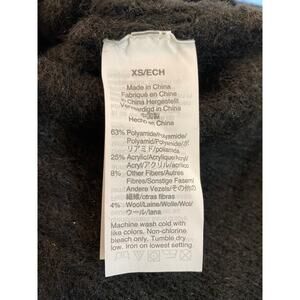 XS/ECH
Made in China
Fabriqué en Chine
In China Hergestellt
Vervaardigd in China
中国製
Hecho en China
63% Polyamide/Polyamide/
Polyamid/Polyamide/ポ
リアミド/poliamida
25% Acrylic/Acrylique/Acryl/
Acryl/アクリル/acrílico
8% Other Fibers/Autres
Fibres/Sonstige Fasern/
Andere Vezels/その他の
繊維/otras fibras
4% Wool/Laine/Wolle/Wol/
ウール/lana
Machine wash cold with
like colors. Non-chlorine
bleach only. Tumble dry
low. Iron on lowest setting